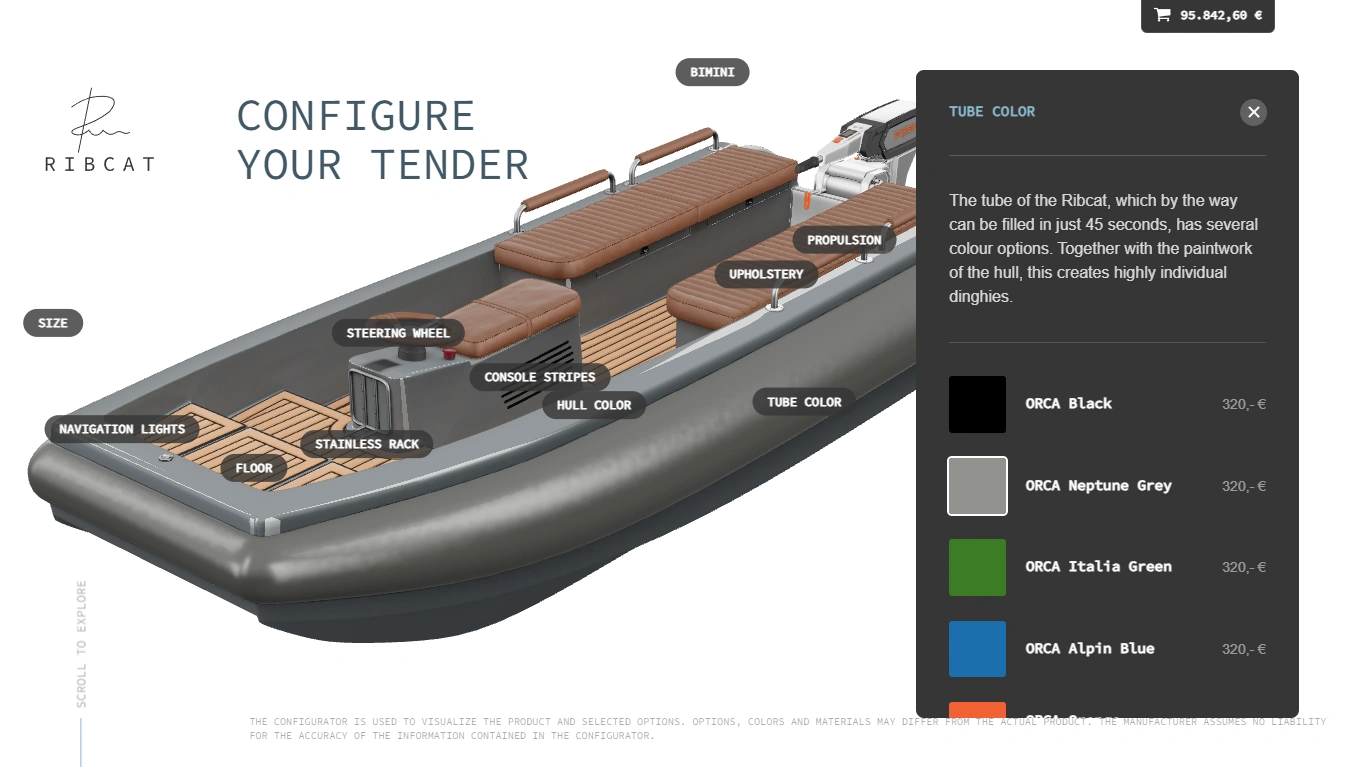 95.842,60 €
BIMINI
RIBCAT
CONFIGURE
YOUR TENDER
TUBE COLOR
The tube of the Ribcat, which by the way
can be filled in just 45 seconds, has several
colour options. Together with the paintwork
of the hull, this creates highly individual
dinghies.
PROPULSION
UPHOLSTERY
SIZE
STEERING WHEEL
CONSOLE STRIPES
HULL COLOR
TUBE COLOR
NAVIGATION LIGHTS
STAINLESS RACK
FLOOR
ORCA Black 320,- €
ORCA Neptune Grey 320,- €
ORCA Italia Green 320,- €
ORCA Alpin Blue 320,- €
SCROLL TO EXPLORE
THE CONFIGURATOR IS USED TO VISUALIZE THE PRODUCT AND SELECTED OPTIONS. OPTIONS, COLORS AND MATERIALS MAY DIFFER FROM THE ACTUAL PRODUCT. THE MANUFACTURER ASSUMES NO LIABILITY
FOR THE ACCURACY OF THE INFORMATION CONTAINED IN THE CONFIGURATOR.